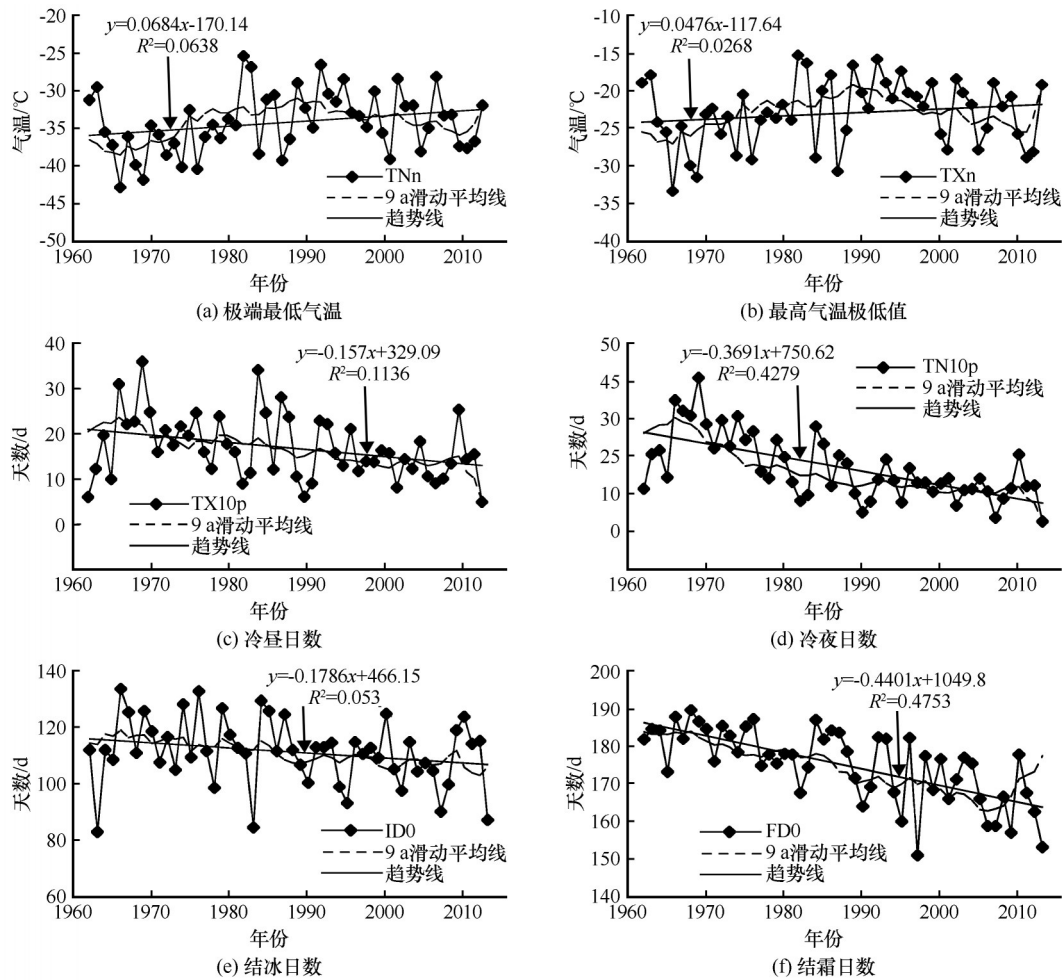 y=0.0684x-170.14
R²=0.0638
-15
-20
-25
-30
-35
-40
-45
-50
气温/℃
TNn
9 a滑动平均线
趋势线
1960 1970 1980 1990 2000 2010
年份
(a) 极端最低气温
y=0.0476x-117.64
R²=0.0268
-10
-15
-20
-25
-30
-35
-40
气温/℃
TXn
9 a滑动平均线
趋势线
1960 1970 1980 1990 2000 2010
年份
(b) 最高气温极低值
y=-0.157x+329.09
R²=0.1136
40
30
20
10
0
天数/d
TX10p
9 a滑动平均线
趋势线
1960 1970 1980 1990 2000 2010
年份
(c) 冷昼日数
y=-0.3691x+750.62
R²=0.4279
50
45
30
25
10
0
天数/d
TN10p
9 a滑动平均线
趋势线
1960 1970 1980 1990 2000 2010
年份
(d) 冷夜日数
y=-0.1786x+466.15
R²=0.053
140
120
100
80
60
天数/d
ID0
9 a滑动平均线
趋势线
1960 1970 1980 1990 2000 2010
年份
(e) 结冰日数
y=-0.4401x+1049.8
R²=0.4753
200
190
180
170
160
150
140
天数/d
FD0
9 a滑动平均线
趋势线
1960 1970 1980 1990 2000 2010
年份
(f) 结霜日数